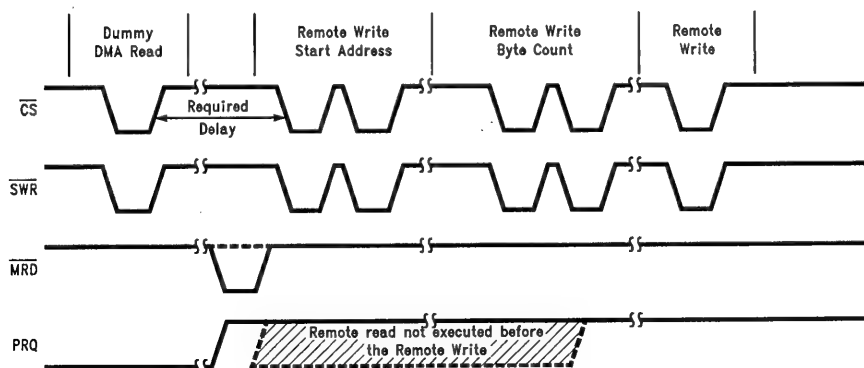 Dummy
DMA Read
Remote Write
Start Address
Remote Write
Byte Count
Remote
Write
CS
Required
Delay
SWR
MRD
PRQ
Remote read not executed before
the Remote Write